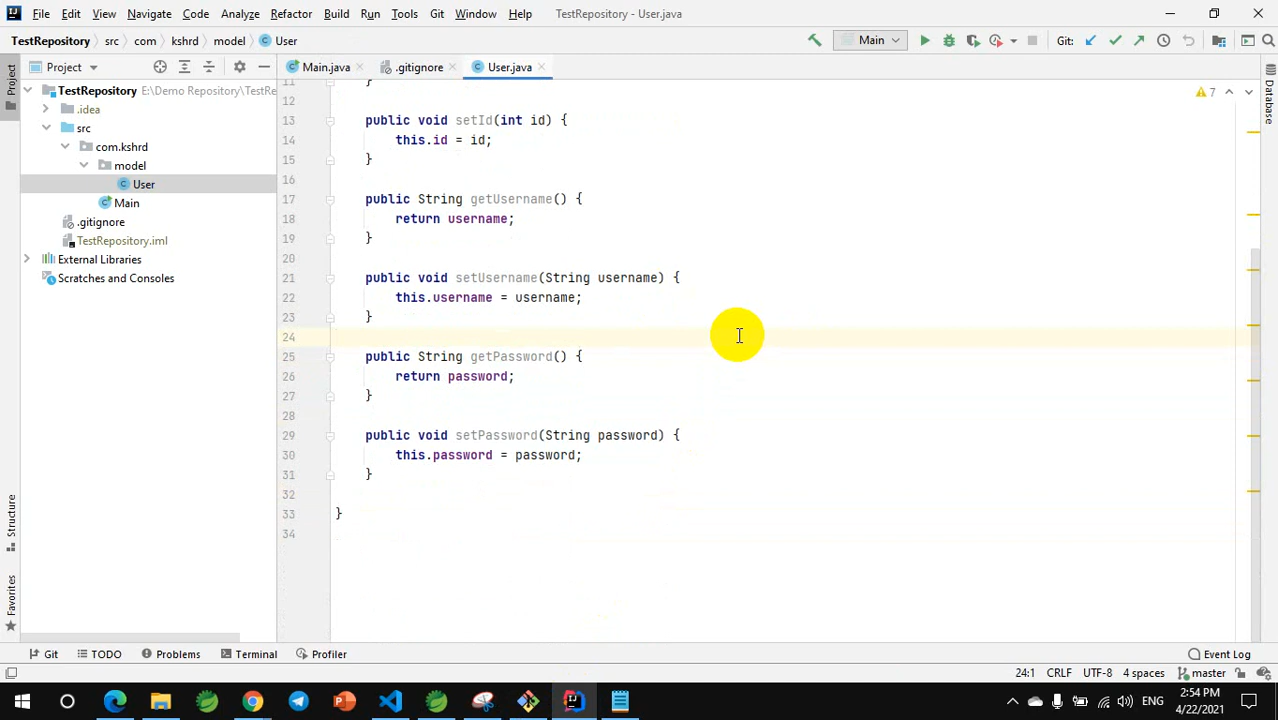 File Edit View Navigate Code Analyze Refactor Build Run Tools Git Window Help TestRepository - User.java
TestRepository src com kshrd model User Main Git:
Project Main.java .gitignore User.java
Project
TestRepository E:\Demo Repository\TestRe
.idea
src
com.kshrd
model
User
Main
.gitignore
TestRepository.iml
External Libraries
Scratches and Consoles
Structure
Favorites
Database
7
11 }
12
13 public void setId(int id) {
14 this.id = id;
15 }
16
17 public String getUsername() {
18 return username;
19 }
20
21 public void setUsername(String username) {
22 this.username = username;
23 }
24
25 public String getPassword() {
26 return password;
27 }
28
29 public void setPassword(String password) {
30 this.password = password;
31 }
32
33 }
34
Git TODO Problems Terminal Profiler Event Log
24:1 CRLF UTF-8 4 spaces master
ENG 2:54 PM
4/22/2021